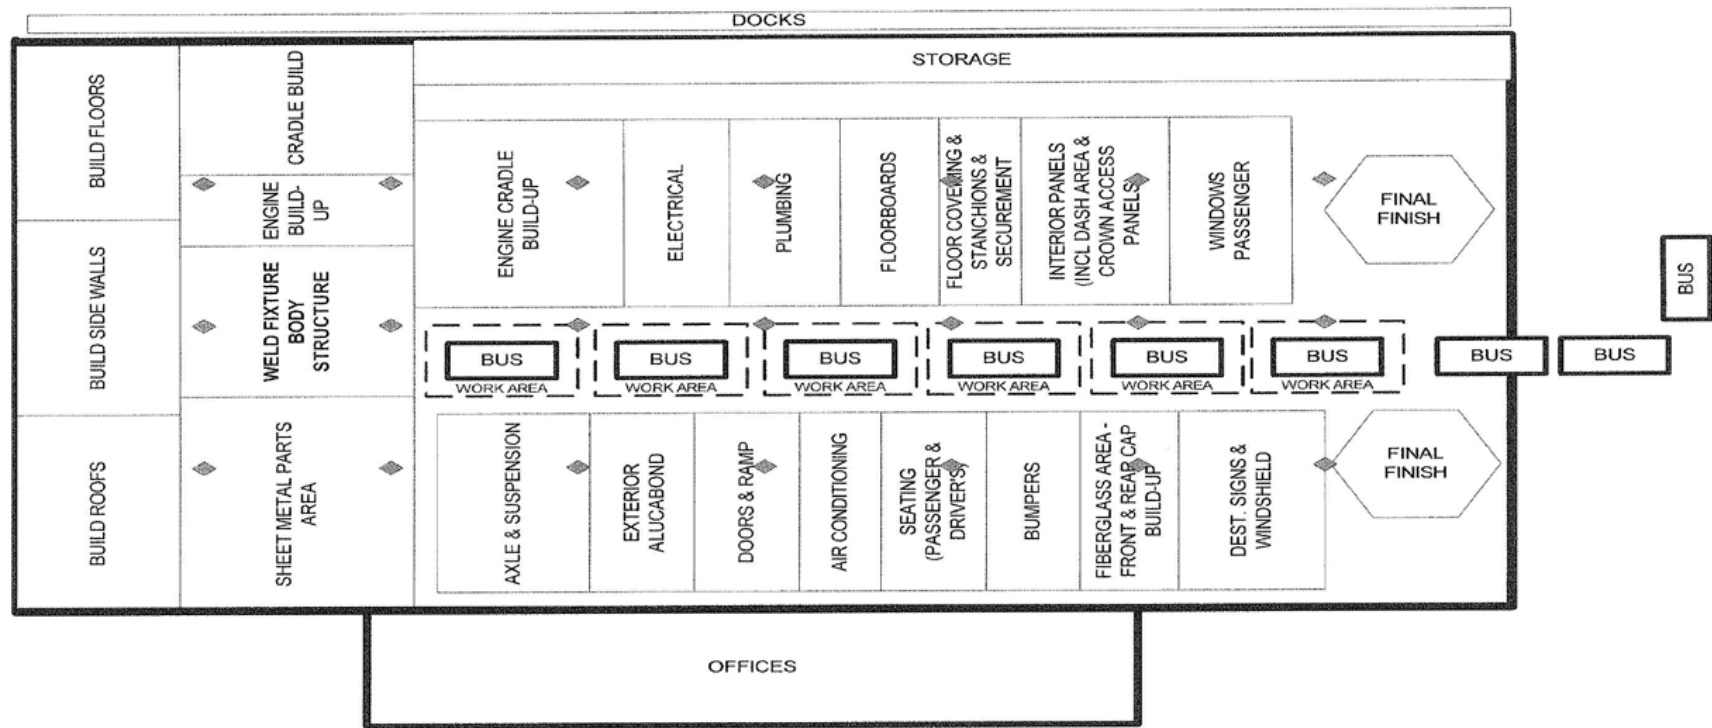 DOCKS
STORAGE
BUILD FLOORS
CRADLE BUILD
ENGINE
BUILD-
UP
ENGINE CRADLE
BUILD-UP
ELECTRICAL
PLUMBING
FLOORBOARDS
FLOOR COVERING &
STANCHIONS &
SECUREMENT
INTERIOR PANELS
(INCL DASH AREA &
CROWN ACCESS
PANELS
WINDOWS
PASSENGER
FINAL
FINISH
BUS
BUILD SIDE WALLS
WELD FIXTURE
BODY
STRUCTURE
BUS
WORK AREA
BUS
WORK AREA
BUS
WORK AREA
BUS
WORK AREA
BUS
WORK AREA
BUS
WORK AREA
BUS
BUS
BUILD ROOFS
SHEET METAL PARTS
AREA
AXLE & SUSPENSION
EXTERIOR
ALUCABOND
DOORS & RAMP
AIR CONDITIONING
SEATING
(PASSENGER &
DRIVER'S)
BUMPERS
FIBERGLASS AREA -
FRONT & REAR CAP
BUILD-UP
DEST. SIGNS &
WINDSHIELD
FINAL
FINISH
OFFICES